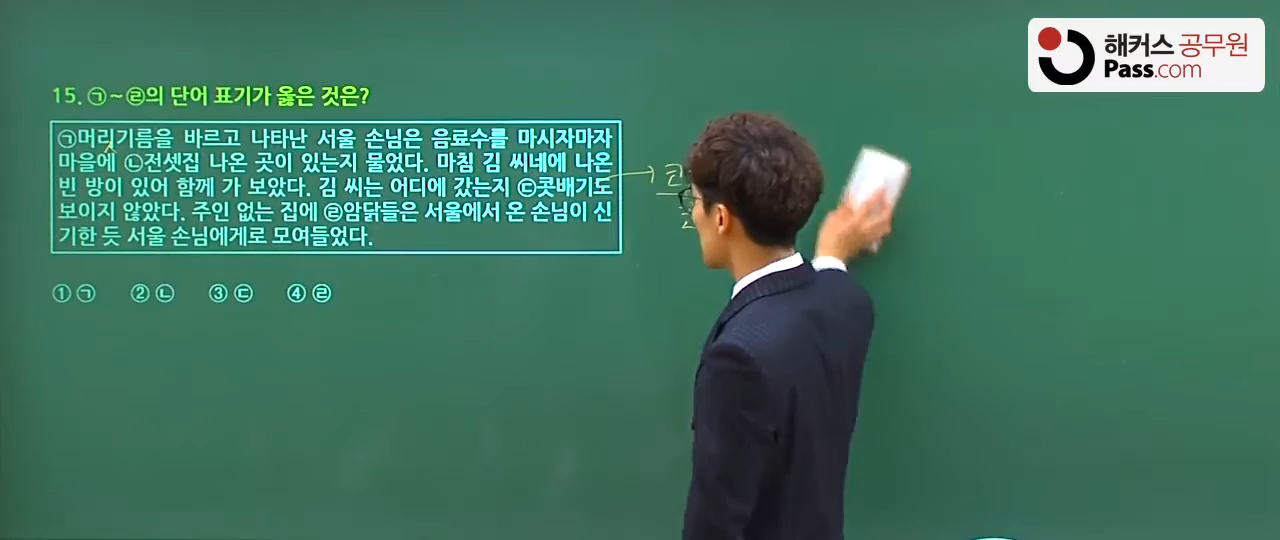 해커스 공무원
Pass.com
15. ㉠~㉣의 단어 표기가 옳은 것은?
㉠머리기름을 바르고 나타난 서울 손님은 음료수를 마시자마자
마을에 ㉡전셋집 나온 곳이 있는지 물었다. 마침 김 씨네에 나온
빈 방이 있어 함께 가 보았다. 김 씨는 어디에 갔는지 ㉢콧배기도
보이지 않았다. 주인 없는 집에 ㉣암닭들은 서울에서 온 손님이 신
기한 듯 서울 손님에게로 모여들었다.
① ㉠ ② ㉡ ③ ㉢ ④ ㉣